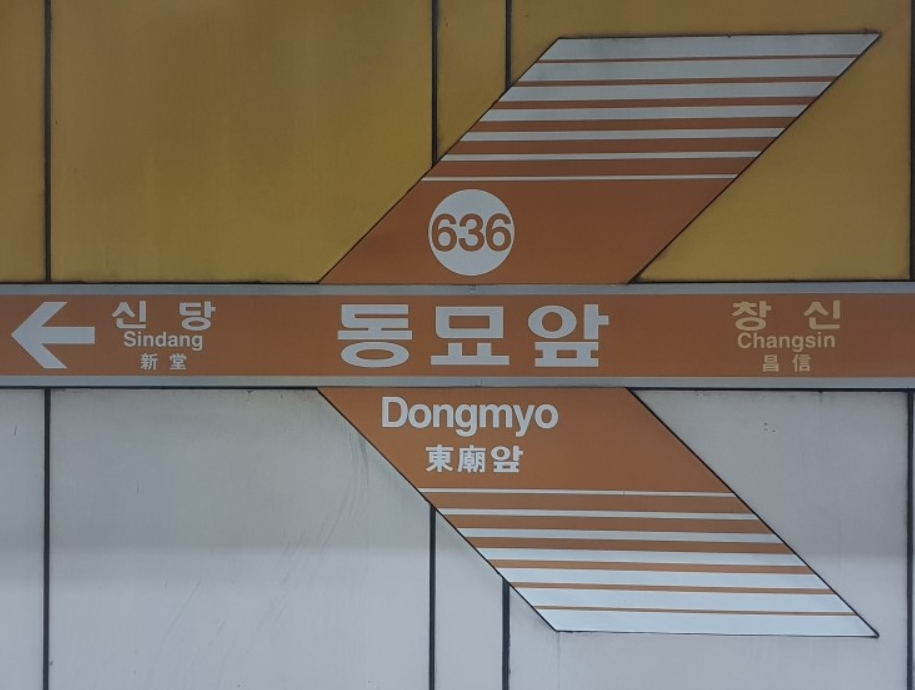 636
신당
Sindang
新堂
동묘앞
창신
Changsin
昌信
Dongmyo
東廟앞